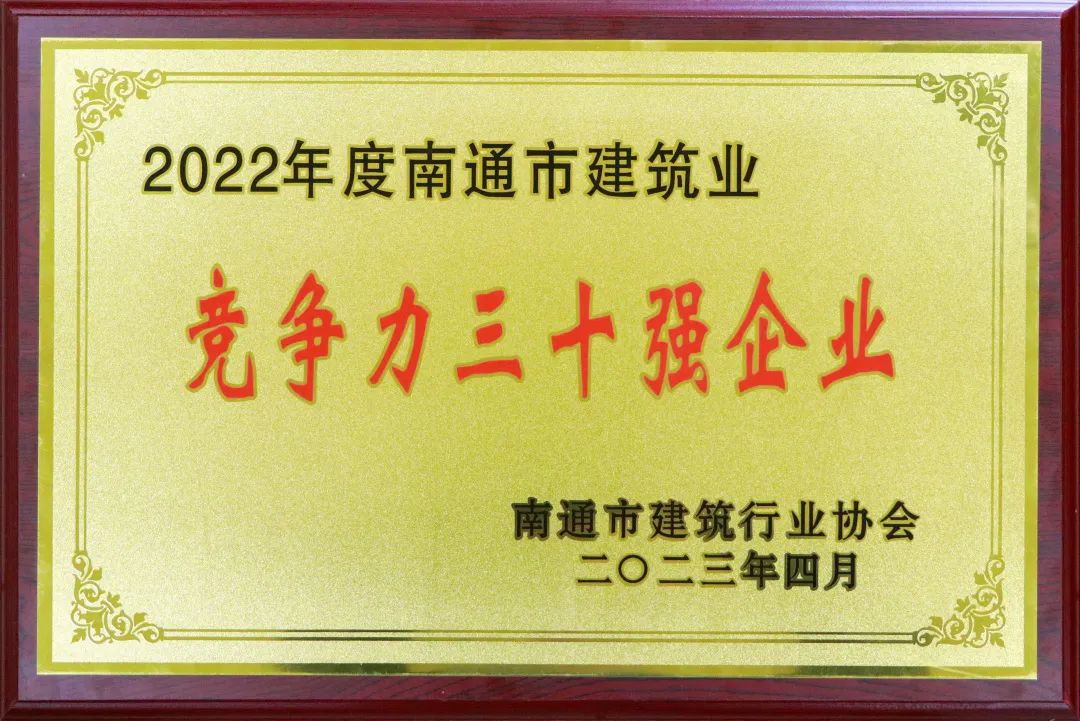 2022年度南通市建筑业
竞争力三十强企业
南通市建筑行业协会
二〇二三年四月